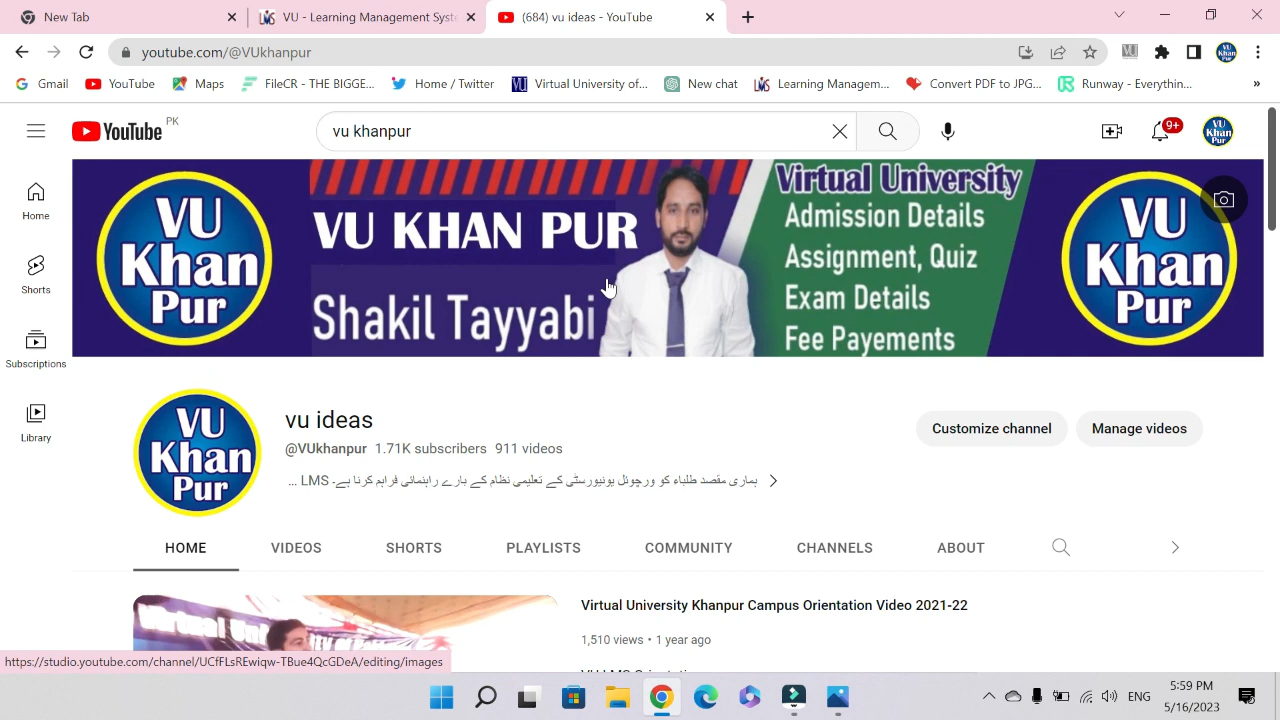 New Tab
VU - Learning Management Syst
(684) vu ideas - YouTube
youtube.com/@VUkhanpur
Gmail
YouTube
Maps
FileCR - THE BIGGE...
Home / Twitter
Virtual University of...
New chat
Learning Managem...
Convert PDF to JPG...
Runway - Everythin...
»
YouTube PK
vu khanpur
9+
VU Khan Pur
Home
Shorts
Subscriptions
Library
VU
Khan
Pur
VU KHAN PUR
Shakil Tayyabi
Virtual University
Admission Details
Assignment, Quiz
Exam Details
Fee Payements
VU
Khan
Pur
VU
Khan
Pur
vu ideas
@VUkhanpur 1.71K subscribers 911 videos
ہماری مقصد طلباء کو ورچوئل یونیورسٹی کے تعلیمی نظام کے بارے راہنمائی فراہم کرنا ہے۔ LMS ...
Customize channel
Manage videos
HOME
VIDEOS
SHORTS
PLAYLISTS
COMMUNITY
CHANNELS
ABOUT
Virtual University Khanpur Campus Orientation Video 2021-22
1,510 views • 1 year ago
https://studio.youtube.com/channel/UCfFLsREwiqw-TBue4QcGDeA/editing/images
ENG
5:59 PM
5/16/2023